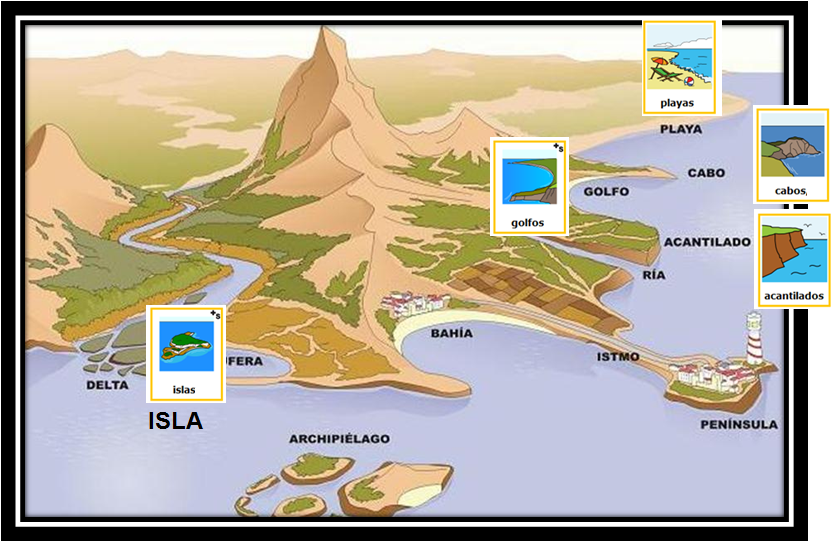 playas
PLAYA
+s
golfos
GOLFO
CABO
cabos,
ACANTILADO
acantilados
RÍA
+s
islas
UFERA
BAHÍA
ISTMO
DELTA
ISLA
PENÍNSULA
ARCHIPIÉLAGO